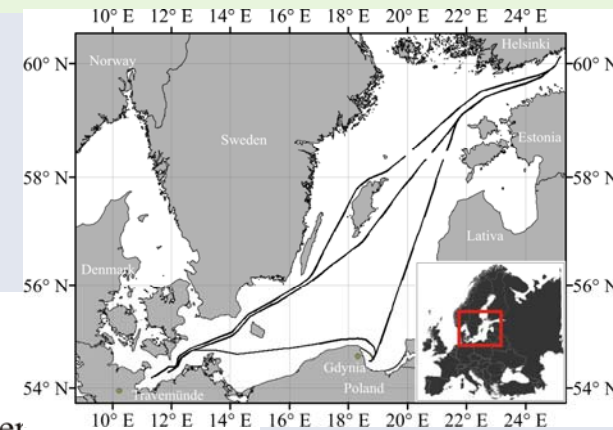 10° E 12° E 14° E 16° E 18° E 20° E 22° E 24° E
Helsinki
60° N 60° N
Norway
Sweden
Estonia
58° N 58° N
Lativa
56° N 56° N
Denmark
Gdynia
54° N Travemünde Poland 54° N
10° E 12° E 14° E 16° E 18° E 20° E 22° E 24° E